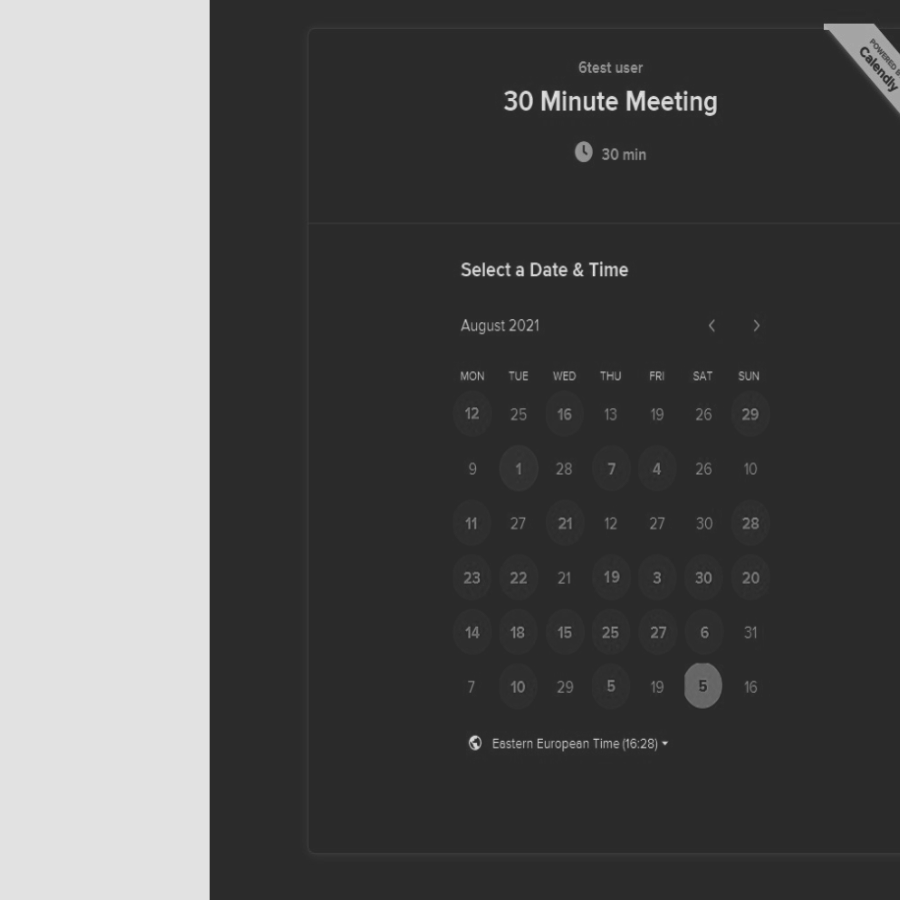 POWERED B
Calendly
6test user
30 Minute Meeting
30 min
Select a Date & Time
August 2021
MON TUE WED THU FRI SAT SUN
12 25 16 13 19 26 29
9 1 28 7 4 26 10
11 27 21 12 27 30 28
23 22 21 19 3 30 20
14 18 15 25 27 6 31
7 10 29 5 19 5 16
Eastern European Time (16:28)